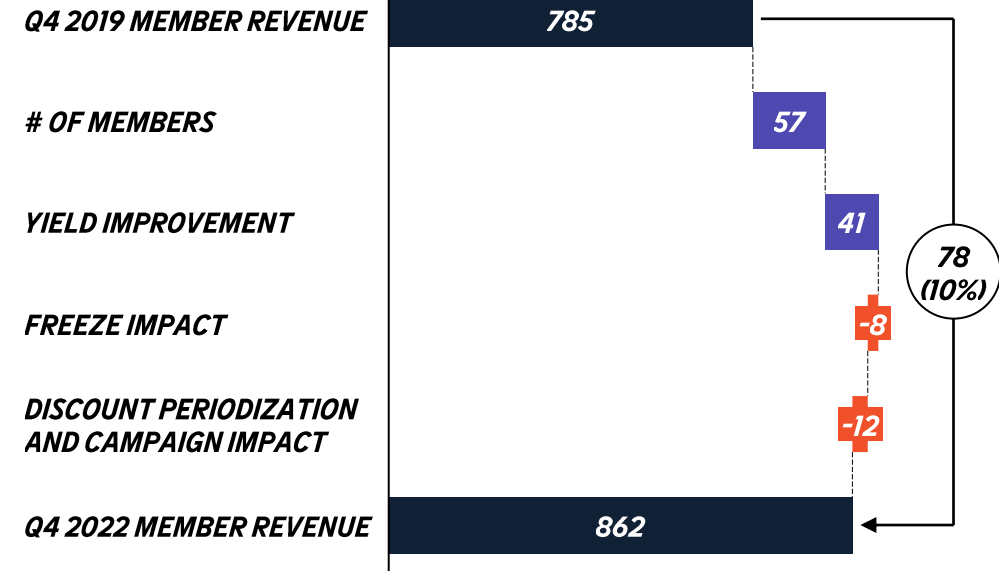 Q4 2019 MEMBER REVENUE
785
# OF MEMBERS
57
YIELD IMPROVEMENT
41
78
(10%)
FREEZE IMPACT
-8
DISCOUNT PERIODIZATION
AND CAMPAIGN IMPACT
-12
Q4 2022 MEMBER REVENUE
862